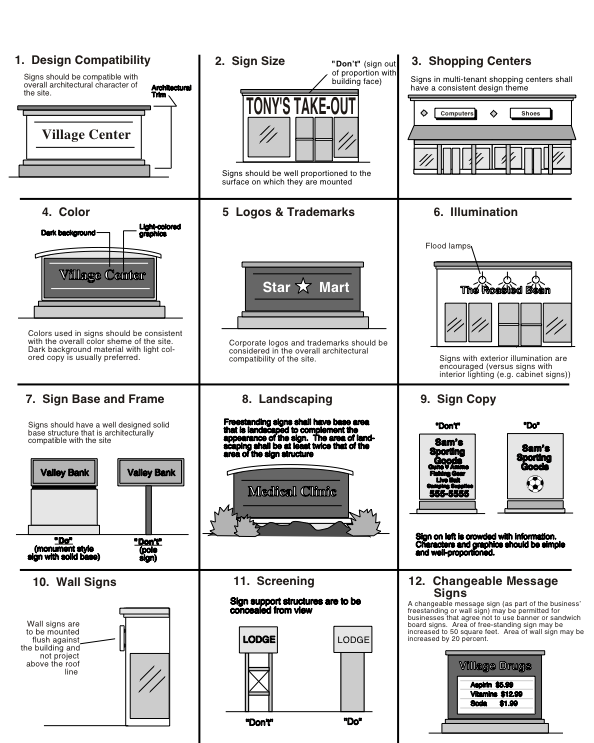 1. Design Compatibility
Signs should be compatible with
overall architectural character of
the site.
Architectural
Trim
Village Center
2. Sign Size
"Don't" (sign out
of proportion with
building face)
TONY'S TAKE-OUT
Signs should be well proportioned to the
surface on which they are mounted
3. Shopping Centers
Signs in multi-tenant shopping centers shall
have a consistent design theme
Computers
Shoes
4. Color
Dark background
Light-colored
graphics
Village Center
Colors used in signs should be consistent
with the overall color sheme of the site.
Dark background material with light col-
ored copy is usually preferred.
5 Logos & Trademarks
Star Mart
Corporate logos and trademarks should be
considered in the overall architectural
compatibility of the site.
6. Illumination
Flood lamps
The Roasted Bean
Signs with exterior illumination are
encouraged (versus signs with
interior lighting (e.g. cabinet signs))
7. Sign Base and Frame
Signs should have a well designed solid
base structure that is architecturally
compatible with the site
Valley Bank
Valley Bank
"Do"
(monument style
sign with solid base)
"Don't"
(pole
sign)
8. Landscaping
Freestanding signs shall have base area
that is landscaped to complement the
appearance of the sign. The area of land-
scaping shall be at least twice that of the
area of the sign structure
Medical Clinic
9. Sign Copy
"Don't"
Sam's
Sporting
Goods
Guns & Ammo
Fishing Gear
Live Bait
Camping Supplies
555-5555
"Do"
Sam's
Sporting
Goods
Sign on left is crowded with information.
Characters and graphics should be simple
and well-proportioned.
10. Wall Signs
Wall signs are
to be mounted
flush against
the building and
not project
above the roof
line
11. Screening
Sign support structures are to be
concealed from view
LODGE
LODGE
"Don't"
"Do"
12. Changeable Message
Signs
A changeable message sign (as part of the business'
freestanding or wall sign) may be permitted for
businesses that agree not to use banner or sandwich
board signs. Area of free-standing sign may be
increased to 50 square feet. Area of wall sign may be
increased by 20 percent.
Village Drugs
Aspirin $5.99
Vitamins $12.99
Soda $1.99